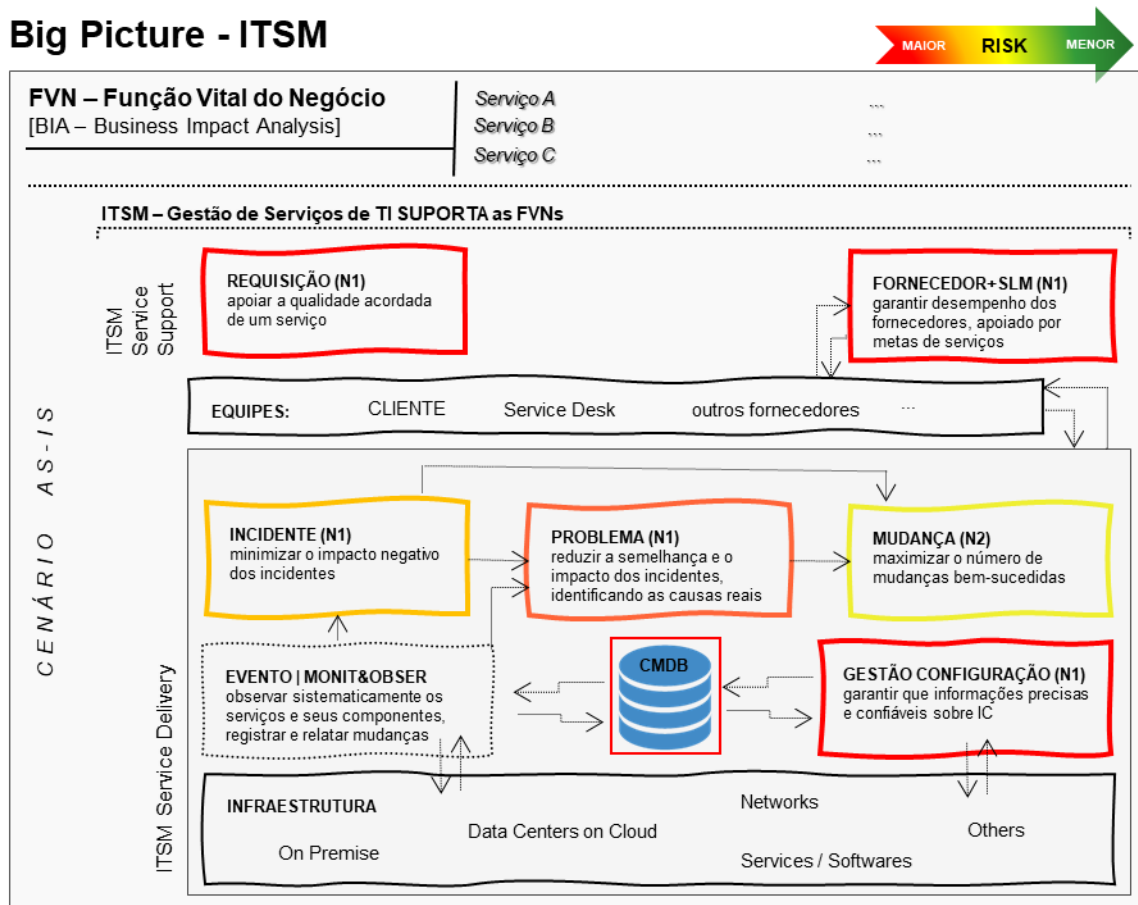 Big Picture - ITSM
MAIOR RISK MENOR
FVN – Função Vital do Negócio
[BIA – Business Impact Analysis]
Serviço A ...
Serviço B ...
Serviço C ...
ITSM – Gestão de Serviços de TI SUPORTA as FVNs
CENÁRIO AS-IS
ITSM
Service
Support
REQUISIÇÃO (N1)
apoiar a qualidade acordada
de um serviço
FORNECEDOR+SLM (N1)
garantir desempenho dos
fornecedores, apoiado por
metas de serviços
EQUIPES: CLIENTE Service Desk outros fornecedores ...
ITSM Service Delivery
INCIDENTE (N1)
minimizar o impacto negativo
dos incidentes
PROBLEMA (N1)
reduzir a semelhança e o
impacto dos incidentes,
identificando as causas reais
MUDANÇA (N2)
maximizar o número de
mudanças bem-sucedidas
EVENTO | MONIT&OBSER
observar sistematicamente os
serviços e seus componentes,
registrar e relatar mudanças
CMDB
GESTÃO CONFIGURAÇÃO (N1)
garantir que informações precisas
e confiáveis sobre IC
INFRAESTRUTURA
On Premise
Data Centers on Cloud
Networks
Services / Softwares
Others